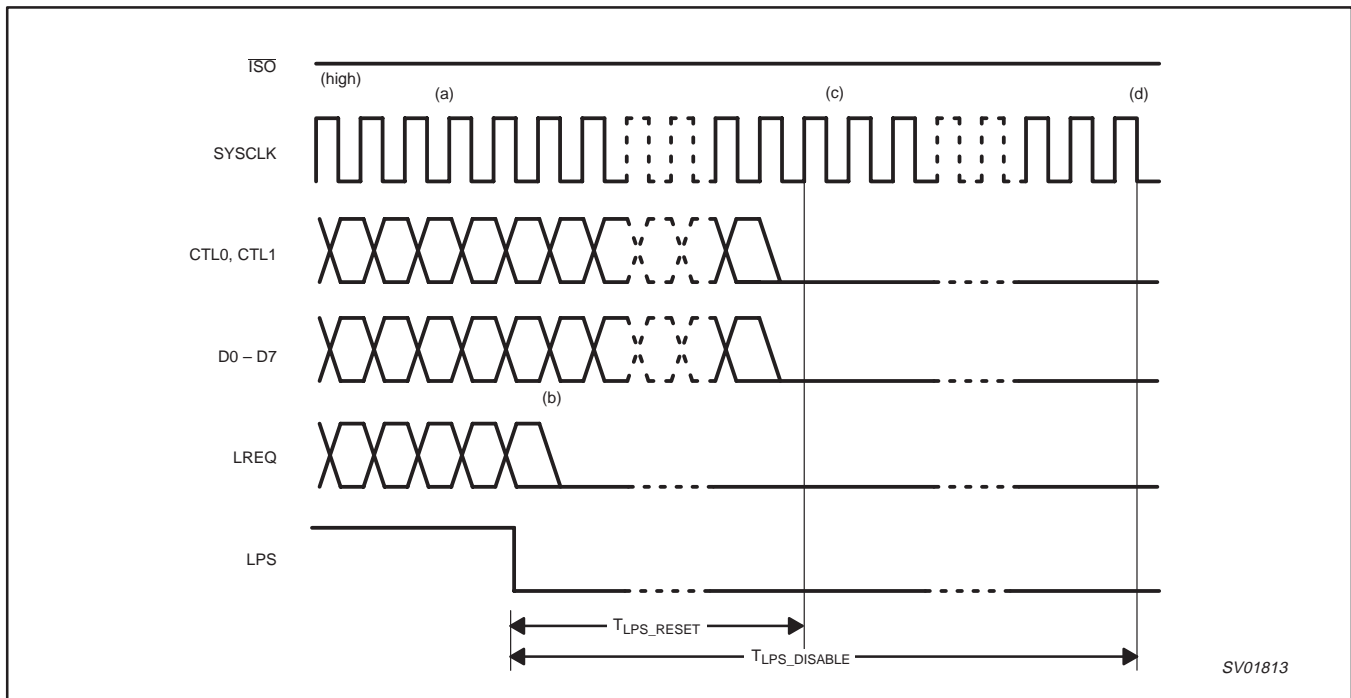 ISO
(high)
(a)
(c)
(d)
SYSCLK
CTL0, CTL1
D0 – D7
(b)
LREQ
LPS
TLPS_RESET
TLPS_DISABLE
SV01813